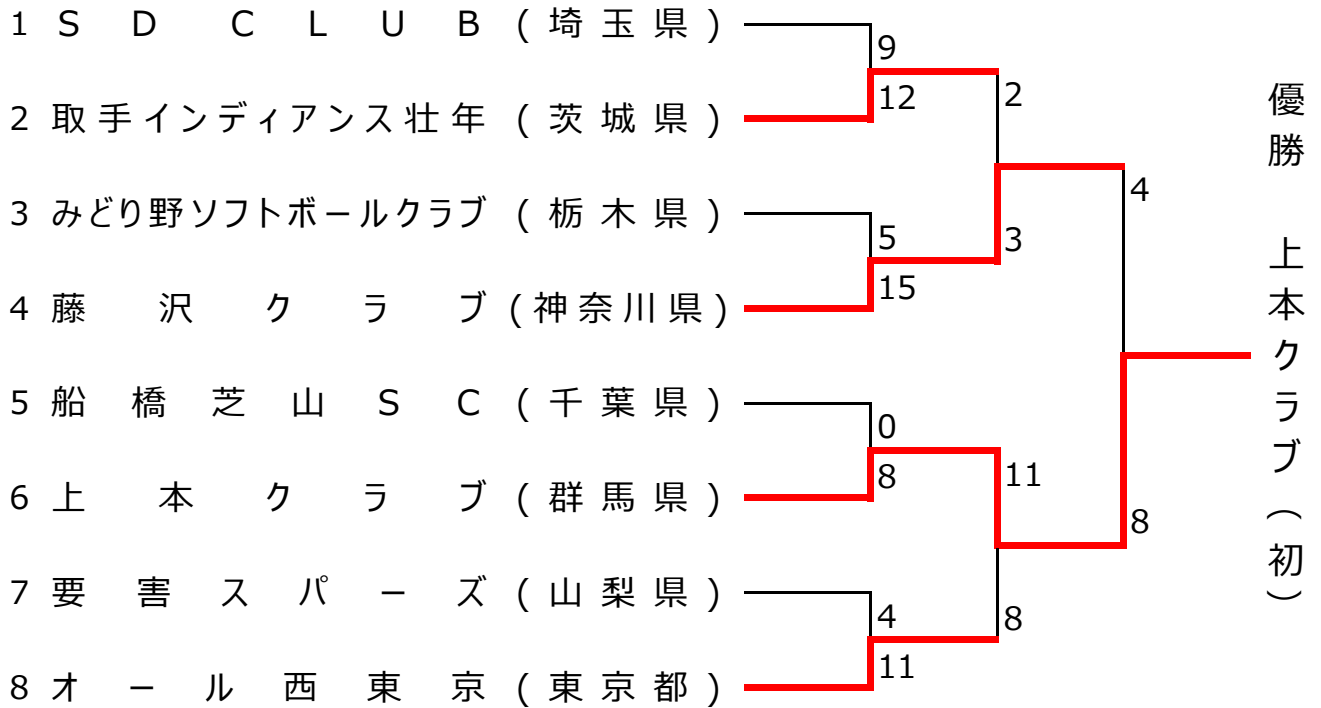 1 SD CLUB (埼玉県)
9
12
2 取手インディアンス壮年 (茨城県)
2
3 みどり野ソフトボールクラブ (栃木県)
5
15
3
4
4 藤沢クラブ (神奈川県)
5 船橋芝山SC (千葉県)
0
8
11
6 上本クラブ (群馬県)
8
7 要害スパーズ (山梨県)
4
11
8
8 オール西東京 (東京都)
優勝 上本クラブ(初)